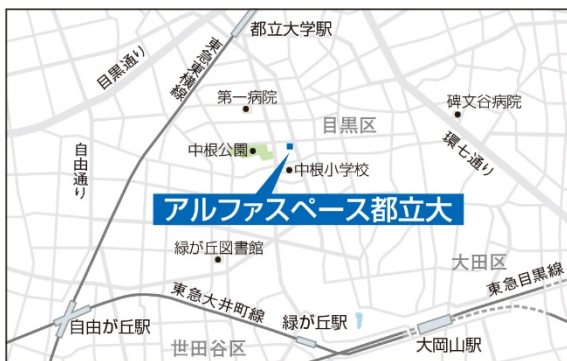 都立大学駅
目黒通り
東急東横線
第一病院
碑文谷病院
目黒区
環七通り
自由通り
中根公園
中根小学校
アルファスペース都立大
緑が丘図書館
大田区
東急目黒線
東急大井町線
自由が丘駅
緑が丘駅
大岡山駅
世田谷区